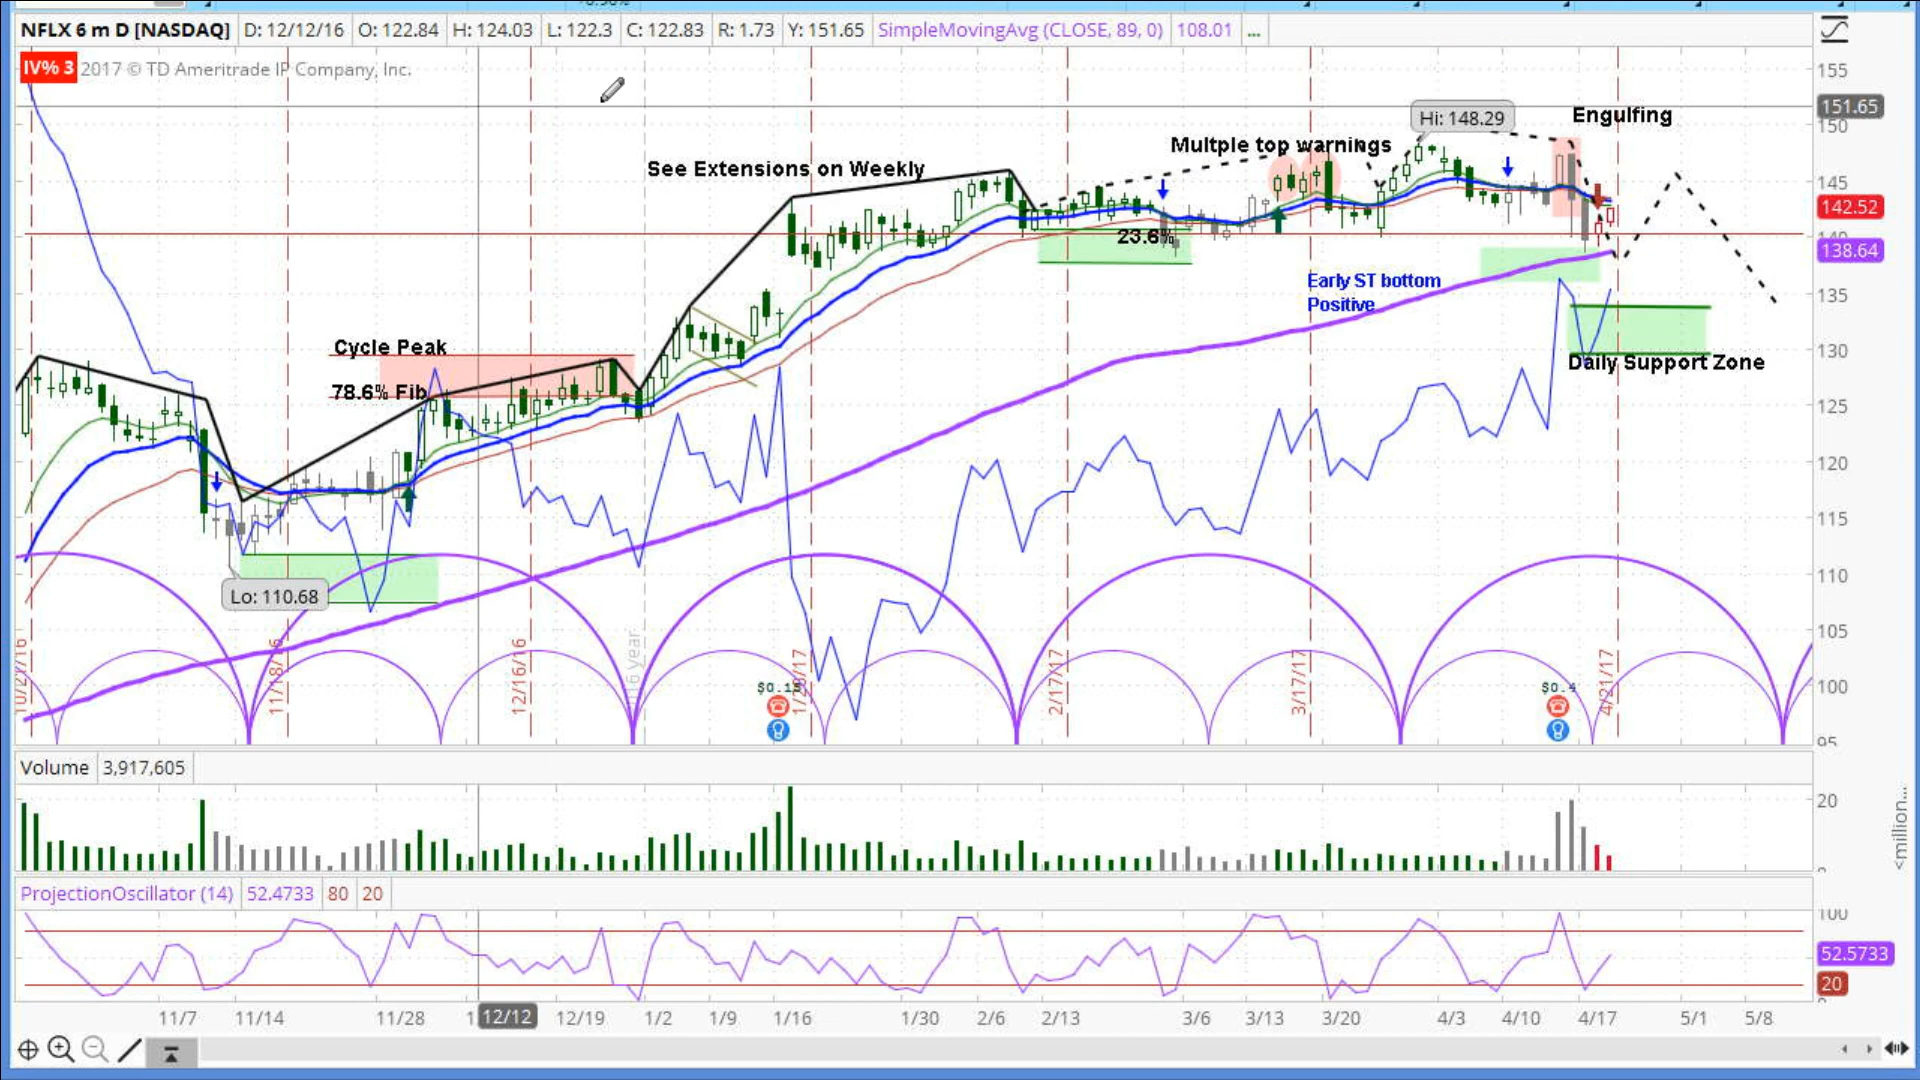 NFLX 6 m D [NASDAQ] D: 12/12/16 O: 122.84 H: 124.03 L: 122.3 C: 122.83 R: 1.73 Y: 151.65 SimpleMovingAvg (CLOSE, 89, 0) 108.01 ...
IV% 3 2017 © TD Ameritrade IP Company, Inc.
155
151.65
150
Engulfing
Hi: 148.29
Multple top warnings
See Extensions on Weekly
145
142.52
140
138.64
23.6%
Early ST bottom
Positive
135
130
Daily Support Zone
Cycle Peak
78.6% Fib
125
120
115
110
105
100
95
Lo: 110.68
11/18/16
12/16/16
16 year
2/17/17
3/17/17
4/21/17
Volume 3,917,605
20
<million...
ProjectionOscillator (14) 52.4733 80 20
100
52.5733
20
11/7 11/14 11/28 12/12 12/19 1/2 1/9 1/16 1/30 2/6 2/13 3/6 3/13 3/20 4/3 4/10 4/17 5/1 5/8